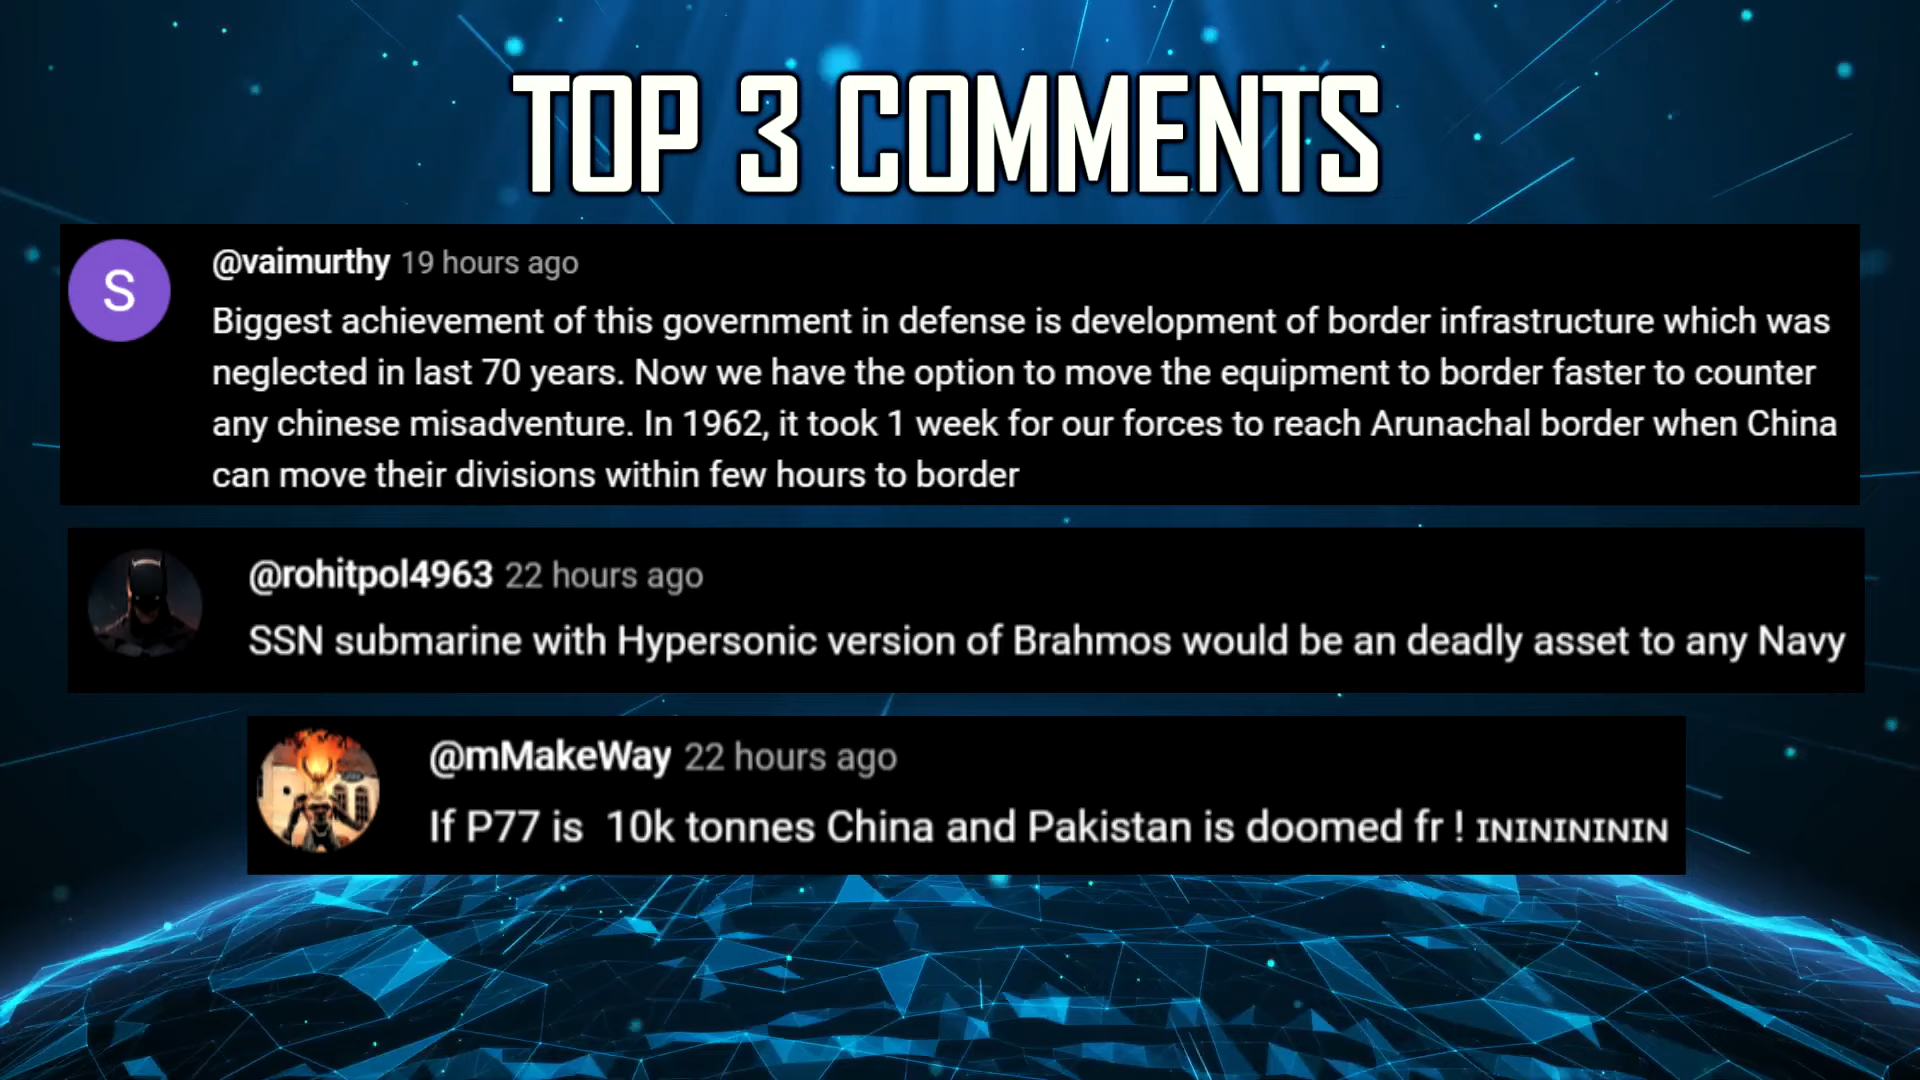 TOP 3 COMMENTS
S
@vaimurthy 19 hours ago
Biggest achievement of this government in defense is development of border infrastructure which was
neglected in last 70 years. Now we have the option to move the equipment to border faster to counter
any chinese misadventure. In 1962, it took 1 week for our forces to reach Arunachal border when China
can move their divisions within few hours to border
@rohitpol4963 22 hours ago
SSN submarine with Hypersonic version of Brahmos would be an deadly asset to any Navy
@mMakeWay 22 hours ago
If P77 is 10k tonnes China and Pakistan is doomed fr ! INININININ